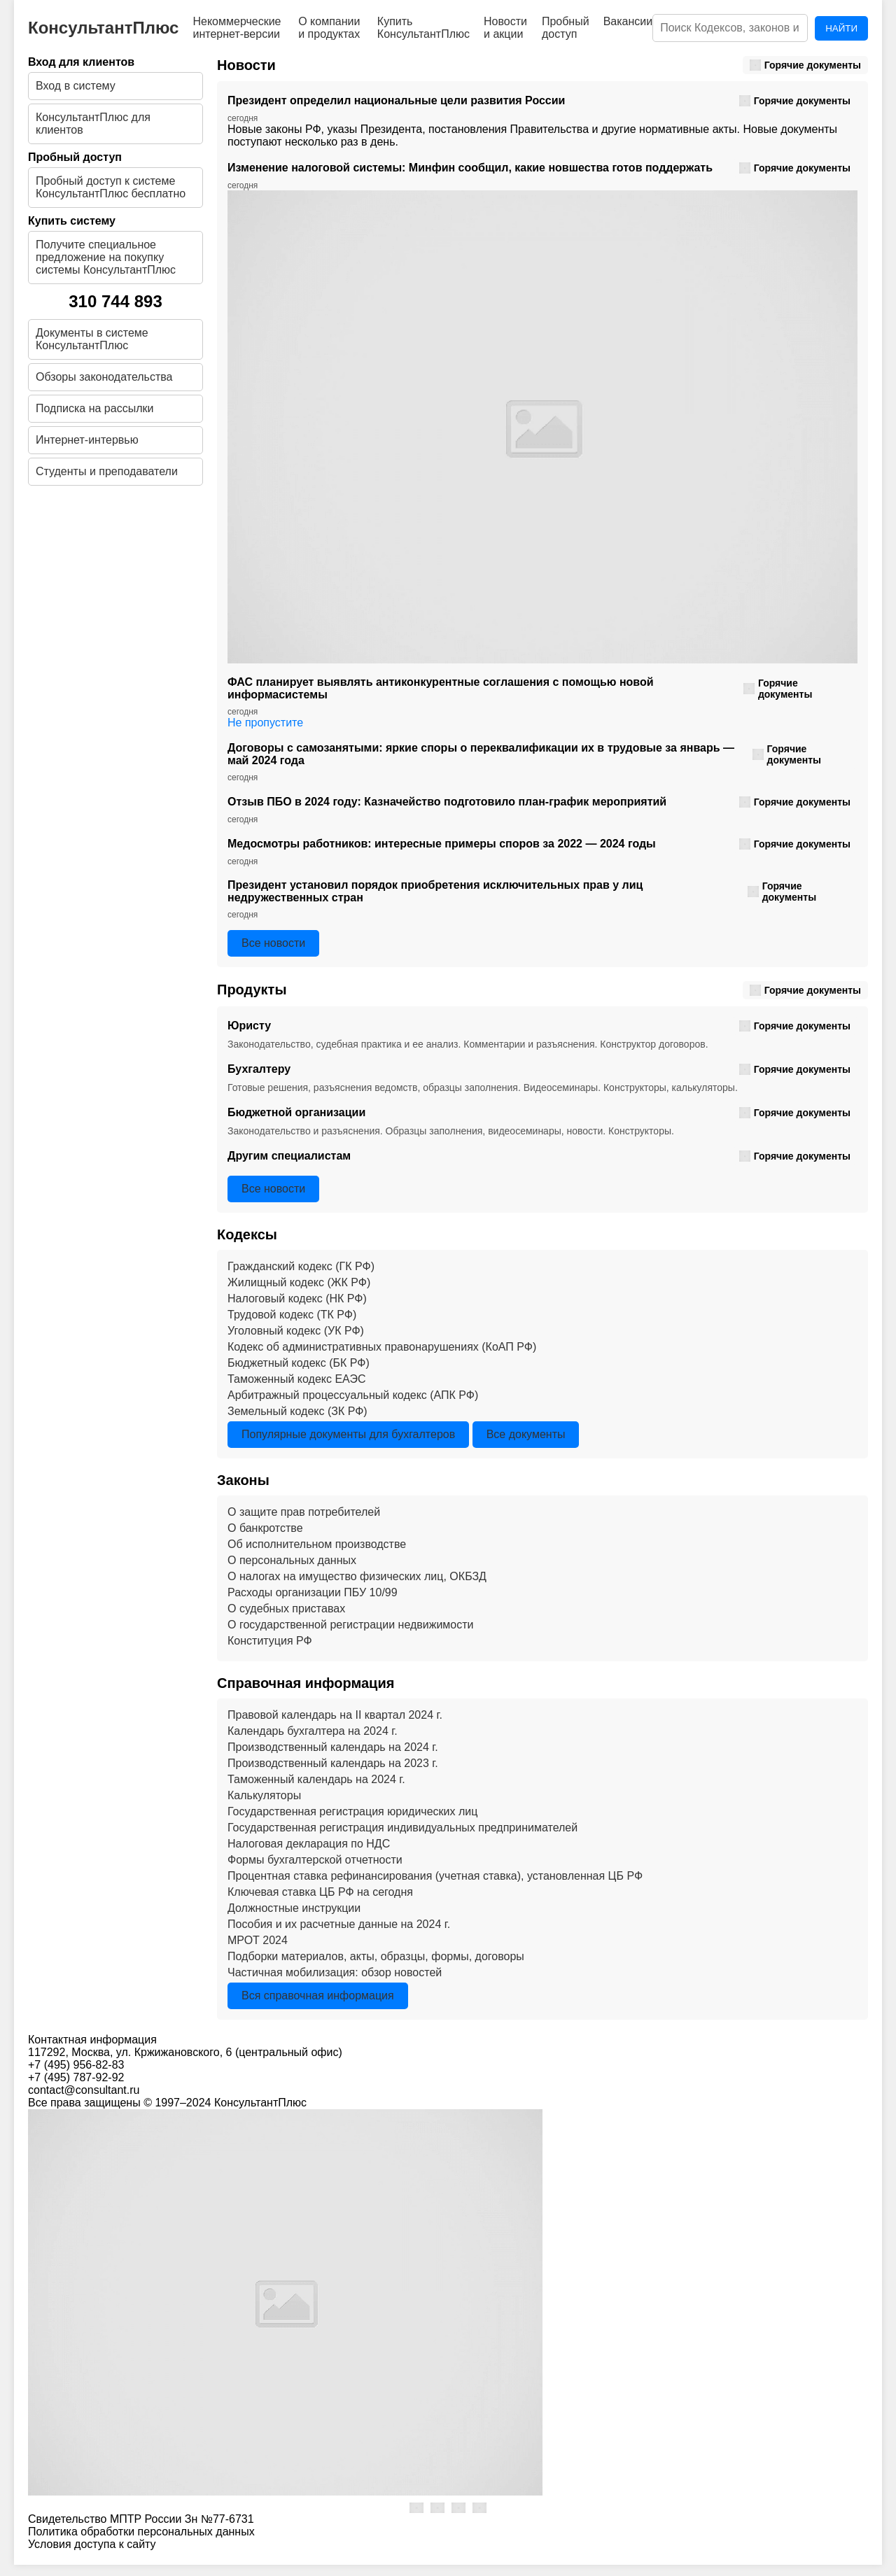 КонсультантПлюс
Некоммерческие интернет-версии
О компании и продуктах
Купить КонсультантПлюс
Новости и акции
Пробный доступ
Вакансии
Поиск Кодексов, законов и
НАЙТИ
Вход для клиентов
Вход в систему
КонсультантПлюс для клиентов
Пробный доступ
Пробный доступ к системе КонсультантПлюс бесплатно
Купить систему
Получите специальное предложение на покупку системы КонсультантПлюс
310 744 893
Документы в системе КонсультантПлюс
Обзоры законодательства
Подписка на рассылки
Интернет-интервью
Студенты и преподаватели
Новости
Горячие документы
Президент определил национальные цели развития России
Горячие документы
сегодня
Новые законы РФ, указы Президента, постановления Правительства и другие нормативные акты. Новые документы поступают несколько раз в день.
Изменение налоговой системы: Минфин сообщил, какие новшества готов поддержать
Горячие документы
сегодня
ФАС планирует выявлять антиконкурентные соглашения с помощью новой информасистемы
Горячие документы
сегодня
Не пропустите
Договоры с самозанятыми: яркие споры о переквалификации их в трудовые за январь — май 2024 года
Горячие документы
сегодня
Отзыв ПБО в 2024 году: Казначейство подготовило план-график мероприятий
Горячие документы
сегодня
Медосмотры работников: интересные примеры споров за 2022 — 2024 годы
Горячие документы
сегодня
Президент установил порядок приобретения исключительных прав у лиц недружественных стран
Горячие документы
сегодня
Все новости
Продукты
Горячие документы
Юристу
Горячие документы
Законодательство, судебная практика и ее анализ. Комментарии и разъяснения. Конструктор договоров.
Бухгалтеру
Горячие документы
Готовые решения, разъяснения ведомств, образцы заполнения. Видеосеминары. Конструкторы, калькуляторы.
Бюджетной организации
Горячие документы
Законодательство и разъяснения. Образцы заполнения, видеосеминары, новости. Конструкторы.
Другим специалистам
Горячие документы
Все новости
Кодексы
Гражданский кодекс (ГК РФ)
Жилищный кодекс (ЖК РФ)
Налоговый кодекс (НК РФ)
Трудовой кодекс (ТК РФ)
Уголовный кодекс (УК РФ)
Кодекс об административных правонарушениях (КоАП РФ)
Бюджетный кодекс (БК РФ)
Таможенный кодекс ЕАЭС
Арбитражный процессуальный кодекс (АПК РФ)
Земельный кодекс (ЗК РФ)
Популярные документы для бухгалтеров
Все документы
Законы
О защите прав потребителей
О банкротстве
Об исполнительном производстве
О персональных данных
О налогах на имущество физических лиц, ОКБЗД
Расходы организации ПБУ 10/99
О судебных приставах
О государственной регистрации недвижимости
Конституция РФ
Справочная информация
Правовой календарь на II квартал 2024 г.
Календарь бухгалтера на 2024 г.
Производственный календарь на 2024 г.
Производственный календарь на 2023 г.
Таможенный календарь на 2024 г.
Калькуляторы
Государственная регистрация юридических лиц
Государственная регистрация индивидуальных предпринимателей
Налоговая декларация по НДС
Формы бухгалтерской отчетности
Процентная ставка рефинансирования (учетная ставка), установленная ЦБ РФ
Ключевая ставка ЦБ РФ на сегодня
Должностные инструкции
Пособия и их расчетные данные на 2024 г.
МРОТ 2024
Подборки материалов, акты, образцы, формы, договоры
Частичная мобилизация: обзор новостей
Вся справочная информация
Контактная информация
117292, Москва, ул. Кржижановского, 6 (центральный офис)
+7 (495) 956-82-83
+7 (495) 787-92-92
contact@consultant.ru
Все права защищены © 1997–2024 КонсультантПлюс
Свидетельство МПТР России Зн №77-6731
Политика обработки персональных данных
Условия доступа к сайту